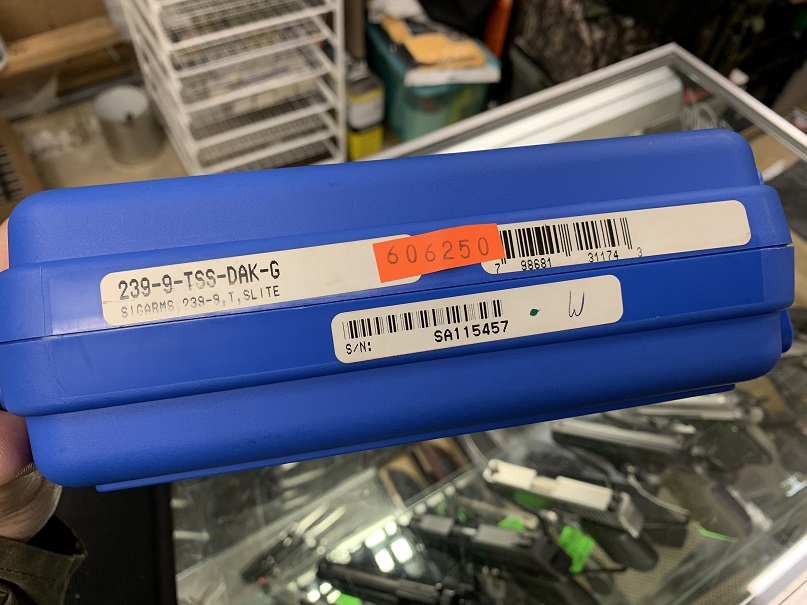 239-9-TSS-DAK-G
SIGARMS,239-9,T,SLITE
606250
7 98681 31174 3
S/N:
SA115457
W